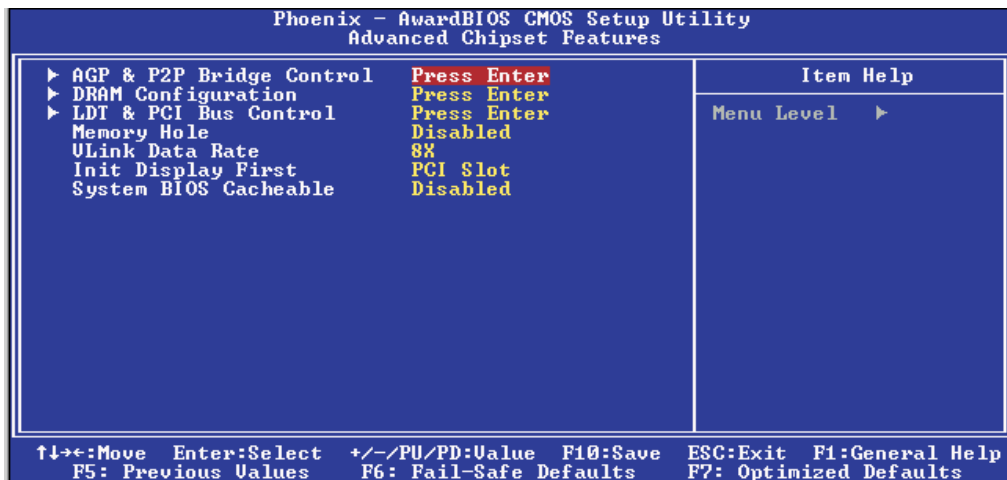 Phoenix - AwardBIOS CMOS Setup Utility
Advanced Chipset Features
▶ AGP & P2P Bridge Control Press Enter
▶ DRAM Configuration Press Enter
▶ LDT & PCI Bus Control Press Enter
Memory Hole Disabled
VLink Data Rate 8X
Init Display First PCI Slot
System BIOS Cacheable Disabled
Item Help
Menu Level ▶
↑↓→←:Move Enter:Select +/-/PU/PD:Value F10:Save ESC:Exit F1:General Help
F5: Previous Values F6: Fail-Safe Defaults F7: Optimized Defaults